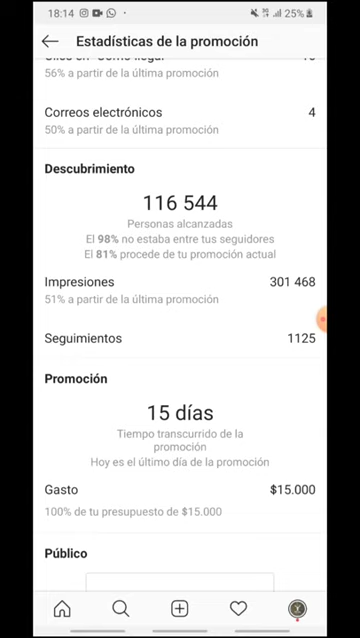 18:14
25%
Estadísticas de la promoción
56% a partir de la última promoción
Correos electrónicos 4
50% a partir de la última promoción
Descubrimiento
116 544
Personas alcanzadas
El 98% no estaba entre tus seguidores
El 81% procede de tu promoción actual
Impresiones 301 468
51% a partir de la última promoción
Seguimientos 1125
Promoción
15 días
Tiempo transcurrido de la
promoción
Hoy es el último día de la promoción
Gasto $15.000
100% de tu presupuesto de $15.000
Público